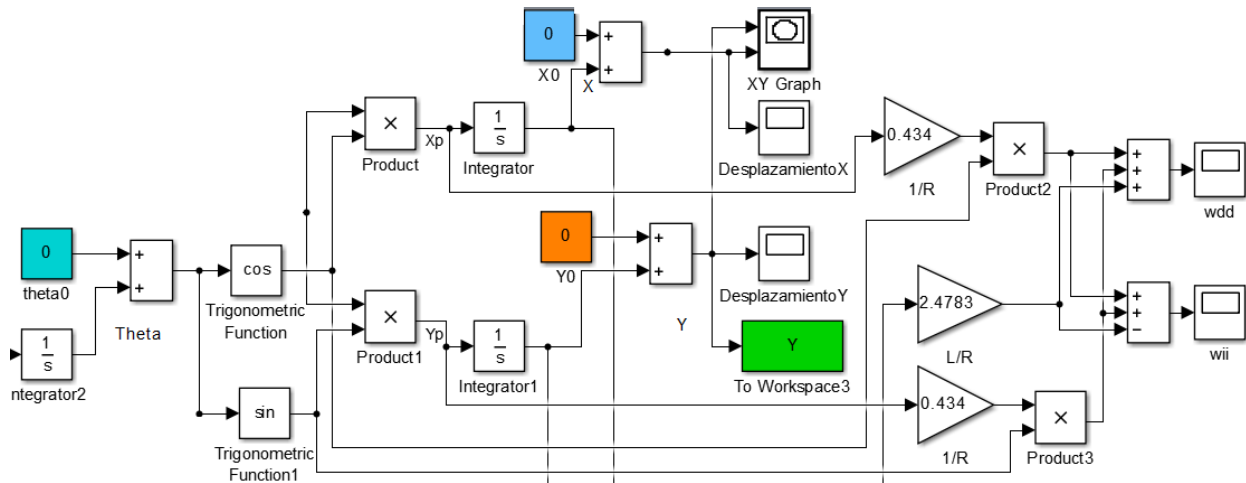 0
X0
+
+
X
XY Graph
×
Product
Xp
1
s
Integrator
DesplazamientoX
0.434
1/R
×
Product2
+
+
+
wdd
0
theta0
+
+
Theta
cos
Trigonometric
Function
0
Y0
+
+
Y
DesplazamientoY
×
Product1
Yp
1
s
Integrator1
Y
To Workspace3
2.4783
L/R
+
+
−
wii
1
s
ntegrator2
sin
Trigonometric
Function1
0.434
1/R
×
Product3